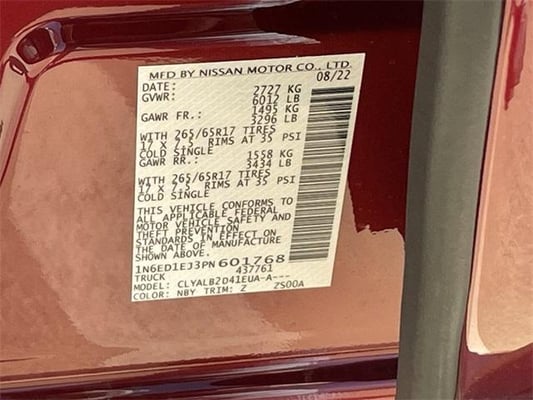 MFD BY NISSAN MOTOR CO., LTD.
DATE: 08/22
GVWR: 2727 KG
6012 LB
GAWR FR.: 1495 KG
3296 LB
WITH 265/65R17 TIRES
17 X 7.5 RIMS AT 35 PSI
COLD SINGLE
GAWR RR.: 1558 KG
3434 LB
WITH 265/65R17 TIRES
17 X 7.5 RIMS AT 35 PSI
COLD SINGLE
THIS VEHICLE CONFORMS TO
ALL APPLICABLE FEDERAL
MOTOR VEHICLE SAFETY AND
THEFT PREVENTION
STANDARDS IN EFFECT ON
THE DATE OF MANUFACTURE
SHOWN ABOVE.
1N6ED1EJ3PN601768
TRUCK 437761
MODEL: CLYALB2D41EUA-A---
COLOR: NBY TRIM: Z ZS00A